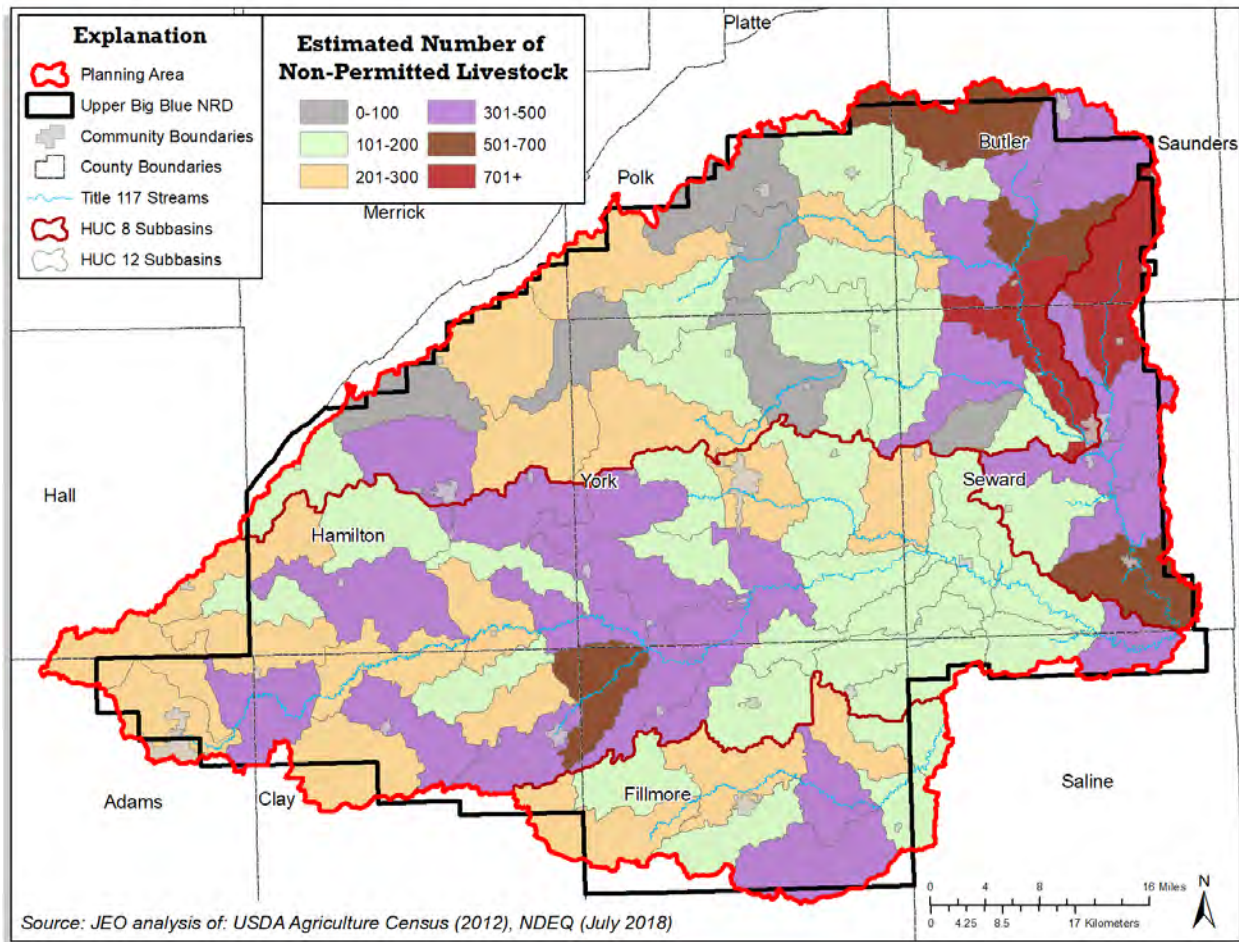 Explanation
Planning Area
Upper Big Blue NRD
Community Boundaries
County Boundaries
Title 117 Streams
HUC 8 Subbasins
HUC 12 Subbasins
Estimated Number of
Non-Permitted Livestock
0-100
301-500
101-200
501-700
201-300
701+
Platte
Butler
Saunders
Polk
Merrick
Hall
York
Seward
Hamilton
Adams
Clay
Fillmore
Saline
0 4 8 16 Miles
0 4.25 8.5 17 Kilometers
N
Source: JEO analysis of: USDA Agriculture Census (2012), NDEQ (July 2018)